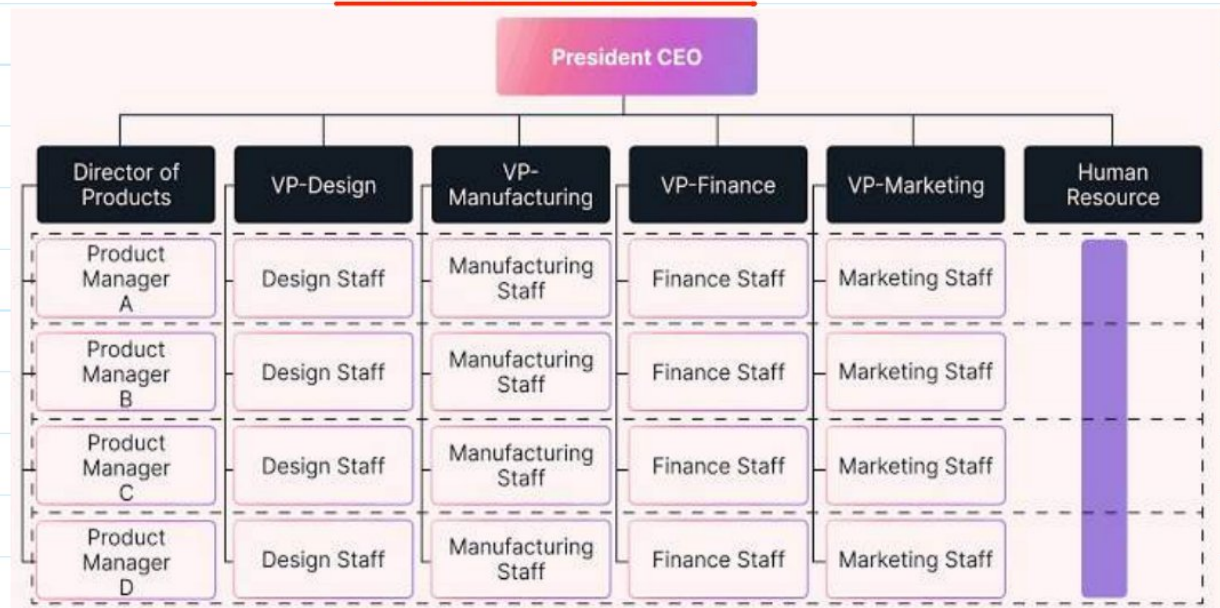 President CEO
Director of
Products
VP-Design
VP-
Manufacturing
VP-Finance
VP-Marketing
Human
Resource
Product
Manager
A
Design Staff
Manufacturing
Staff
Finance Staff
Marketing Staff
Product
Manager
B
Design Staff
Manufacturing
Staff
Finance Staff
Marketing Staff
Product
Manager
C
Design Staff
Manufacturing
Staff
Finance Staff
Marketing Staff
Product
Manager
D
Design Staff
Manufacturing
Staff
Finance Staff
Marketing Staff